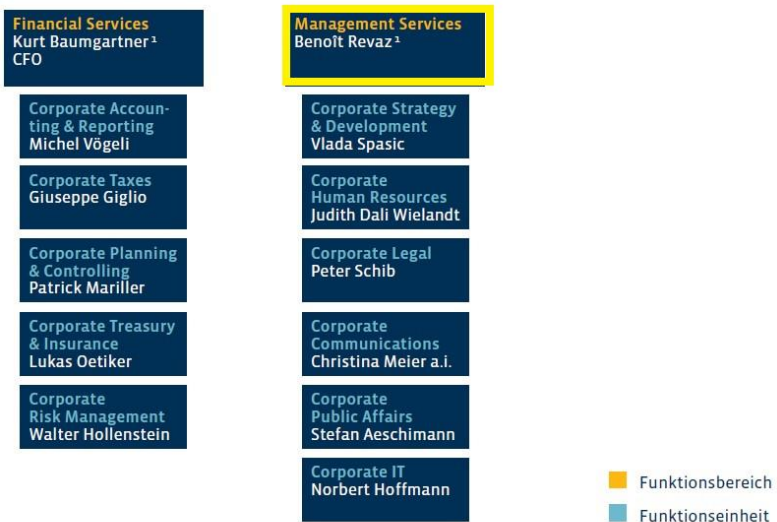 Financial Services
Kurt Baumgartner¹
CFO
Corporate Accoun-
ting & Reporting
Michel Vögeli
Corporate Taxes
Giuseppe Giglio
Corporate Planning
& Controlling
Patrick Mariller
Corporate Treasury
& Insurance
Lukas Oetiker
Corporate
Risk Management
Walter Hollenstein
Management Services
Benoît Revaz¹
Corporate Strategy
& Development
Vlada Spasic
Corporate
Human Resources
Judith Dali Wielandt
Corporate Legal
Peter Schib
Corporate
Communications
Christina Meier a.i.
Corporate
Public Affairs
Stefan Aeschimann
Corporate IT
Norbert Hoffmann
Funktionsbereich
Funktionseinheit